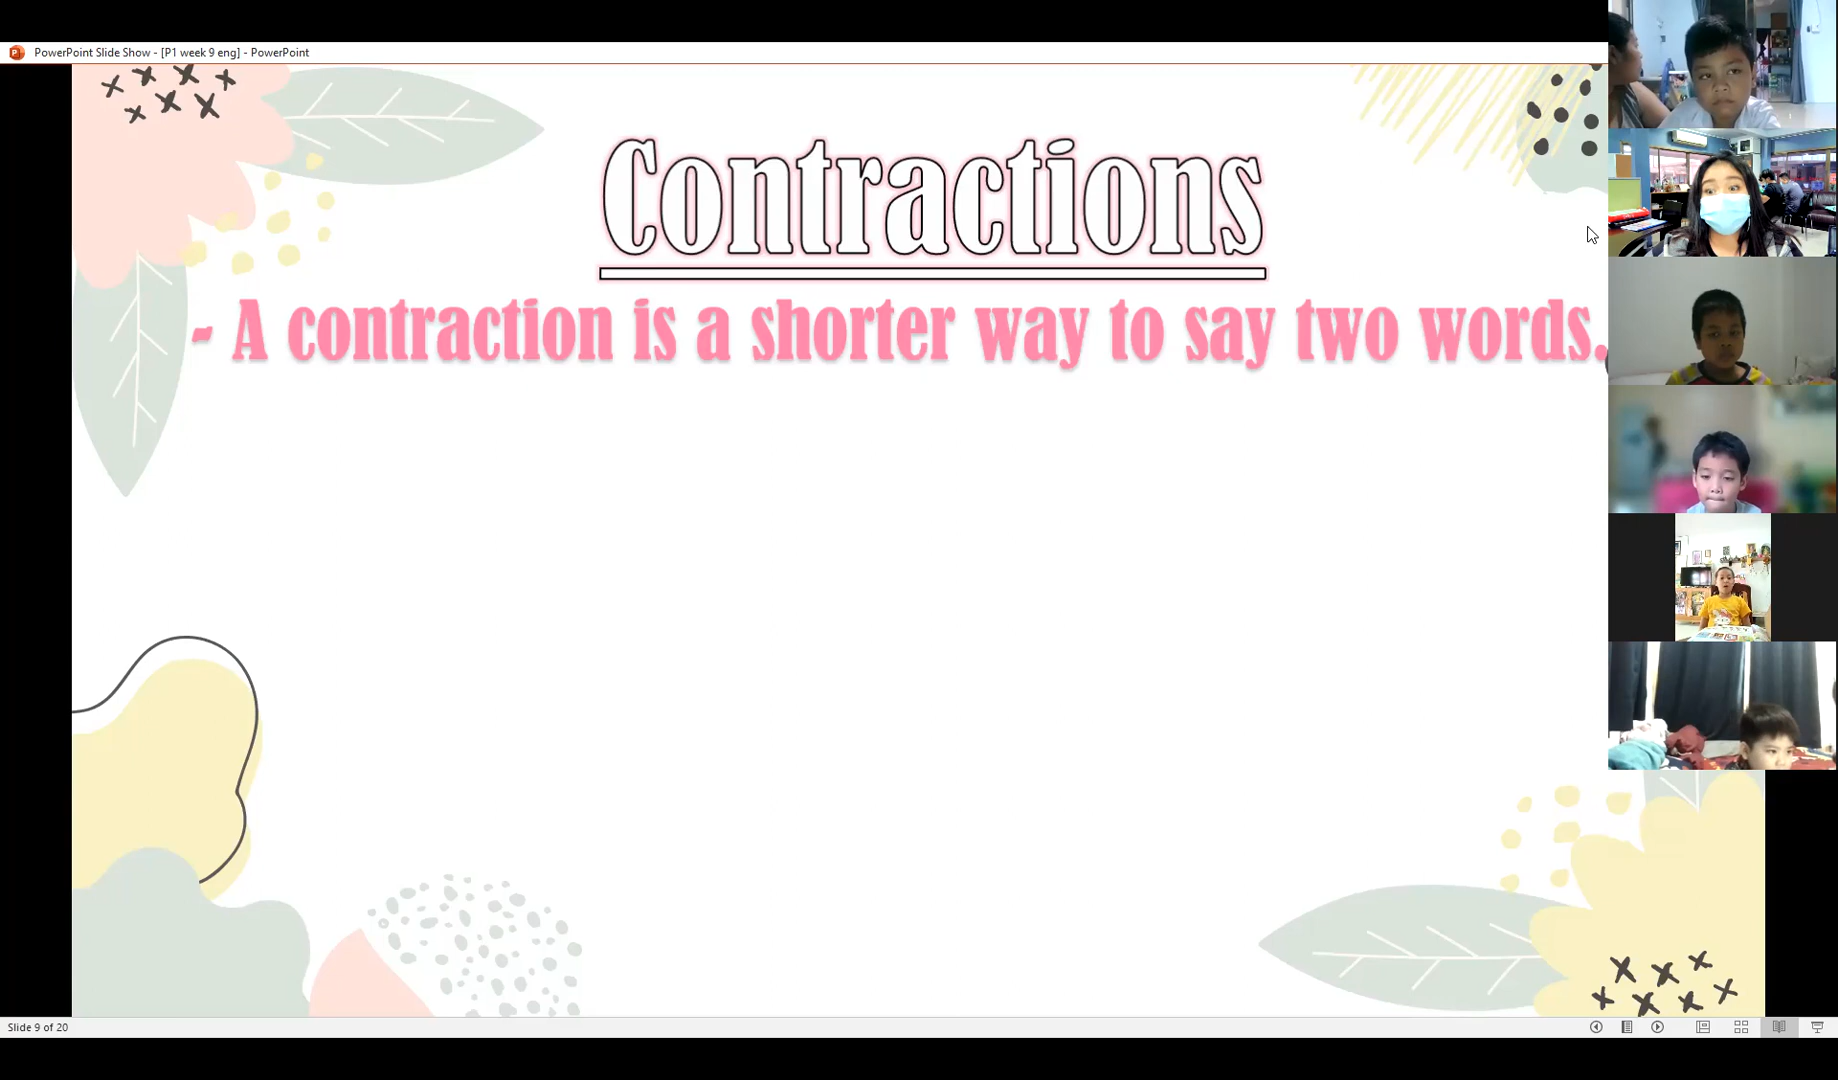 PowerPoint Slide Show - [P1 week 9 eng] - PowerPoint
Contractions
- A contraction is a shorter way to say two words.
Slide 9 of 20